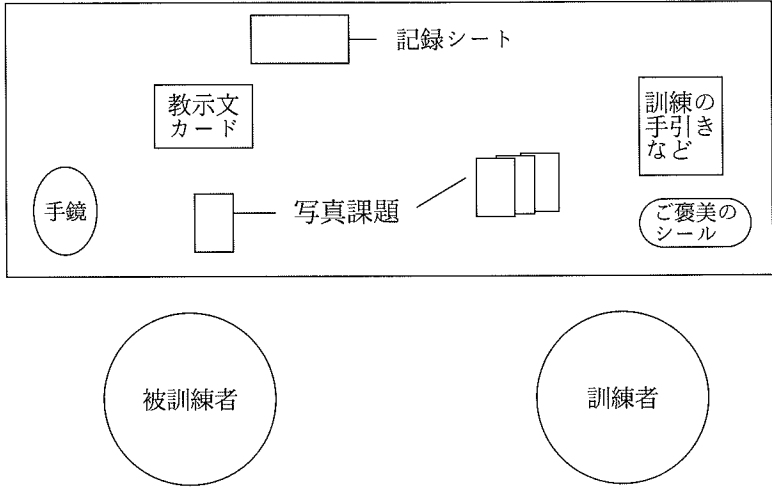 記録シート
教示文
カード
訓練の
手引き
など
手鏡
写真課題
ご褒美の
シール
被訓練者
訓練者